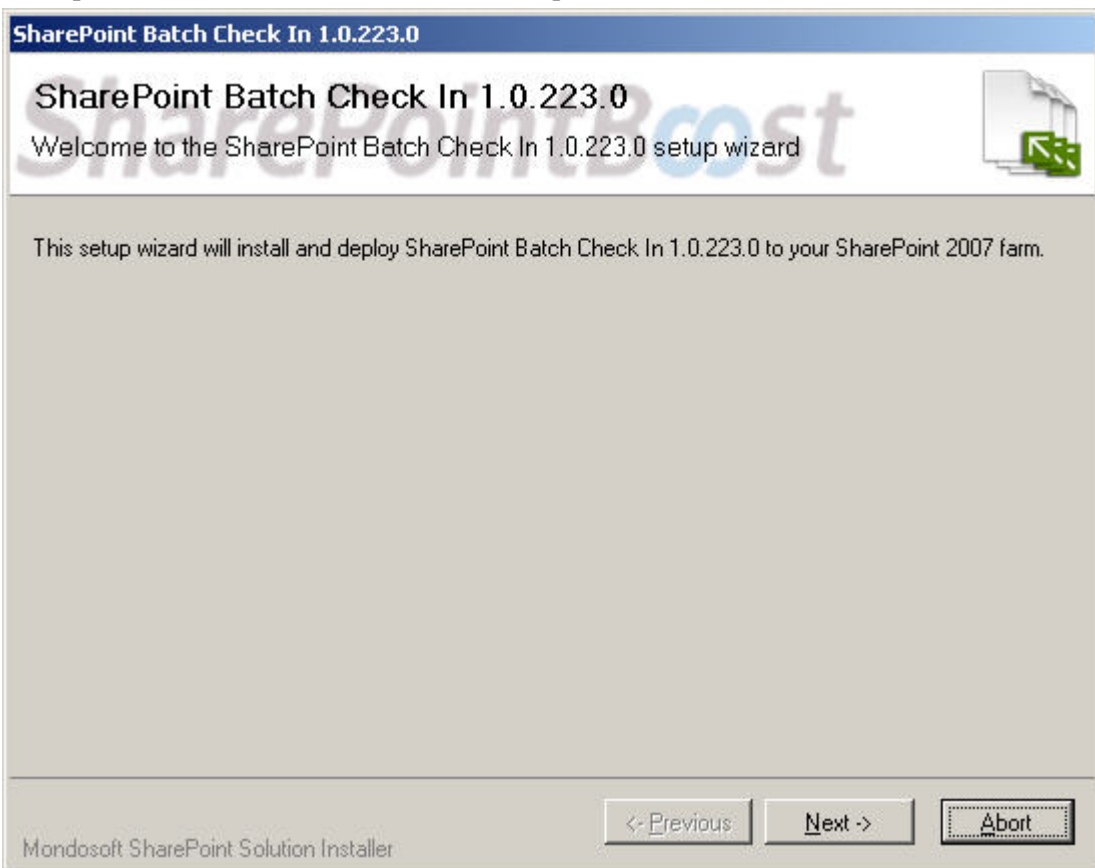 SharePoint Batch Check In 1.0.223.0
SharePointBoost
SharePoint Batch Check In 1.0.223.0
Welcome to the SharePoint Batch Check In 1.0.223.0 setup wizard
This setup wizard will install and deploy SharePoint Batch Check In 1.0.223.0 to your SharePoint 2007 farm.
<- Previous Next -> Abort
Mondosoft SharePoint Solution Installer